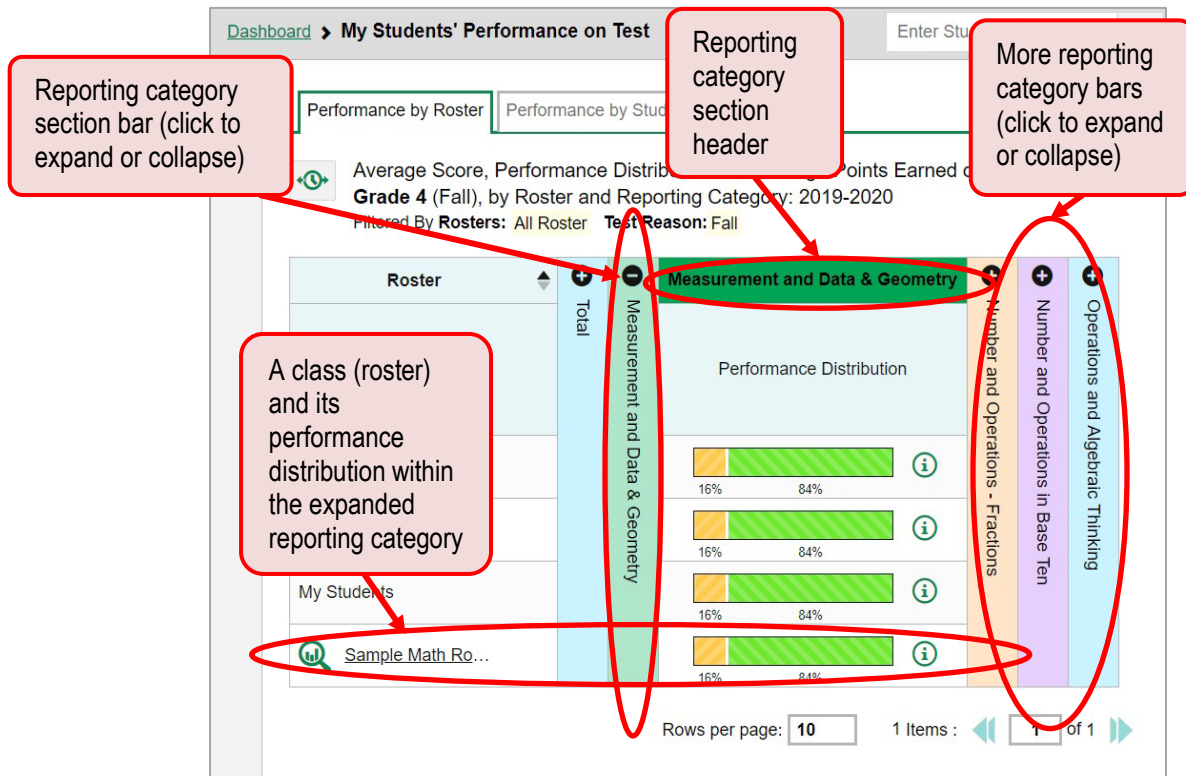 Dashboard > My Students' Performance on Test
Enter Stu
Reporting category
section bar (click to
expand or collapse)
Reporting
category
section
header
More reporting
category bars
(click to expand
or collapse)
Performance by Roster
Performance by Stud
Average Score, Performance Distrib
Points Earned
Grade 4 (Fall), by Roster and Reporting Category: 2019-2020
Filtered By Rosters: All Roster Test Reason: Fall
Roster
Total
Measurement and Data & Geometry
Measurement and Data & Geometry
Number and Operations - Fractions
Number and Operations in Base Ten
Operations and Algebraic Thinking
Performance Distribution
A class (roster)
and its
performance
distribution within
the expanded
reporting category
16% 84%
16% 84%
My Students
16% 84%
Sample Math Ro...
16% 84%
Rows per page: 10 1 Items : 1 of 1